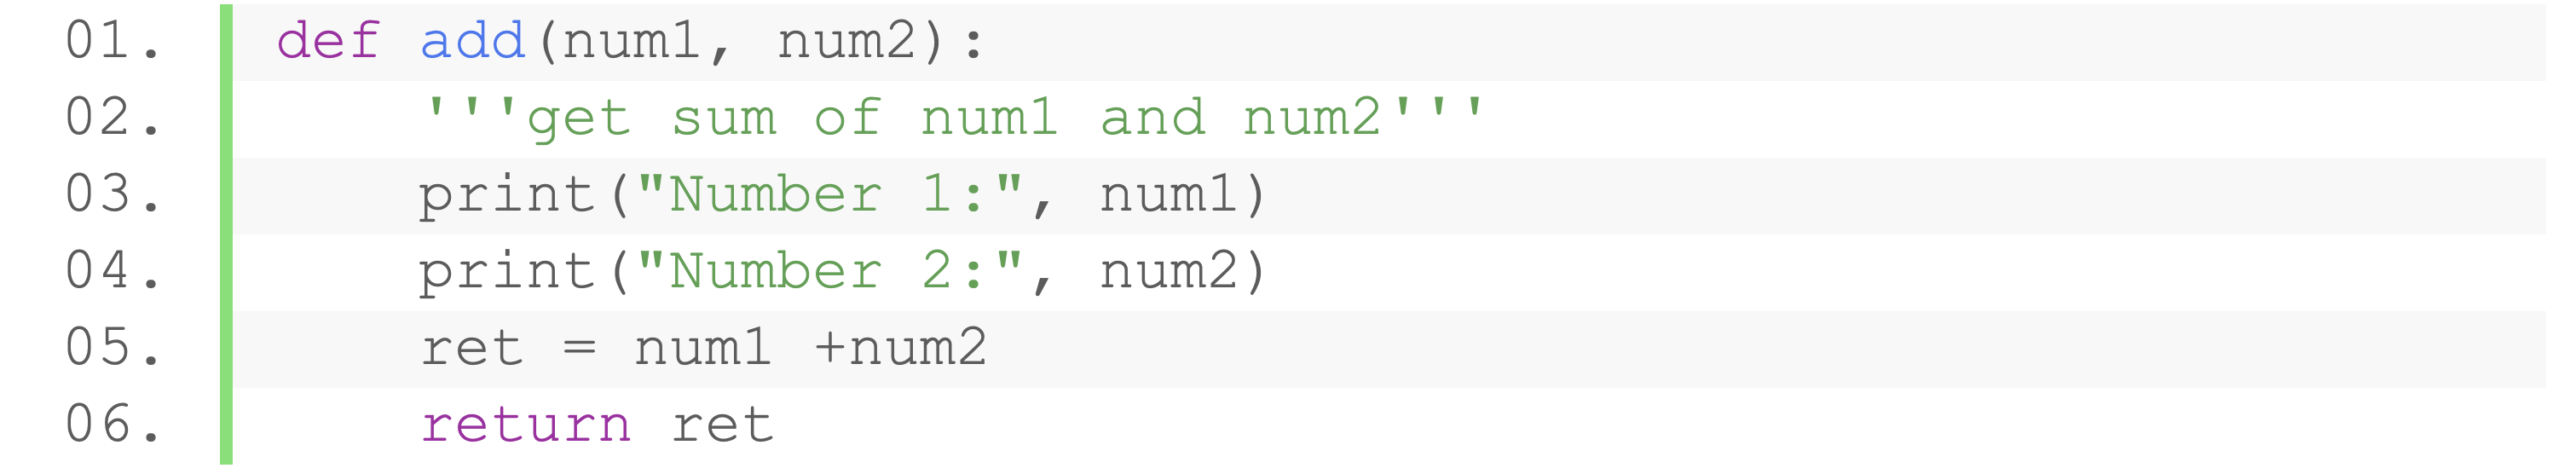 01. def add(num1, num2):
02.     '''get sum of num1 and num2'''
03.     print("Number 1:", num1)
04.     print("Number 2:", num2)
05.     ret = num1 +num2
06.     return ret